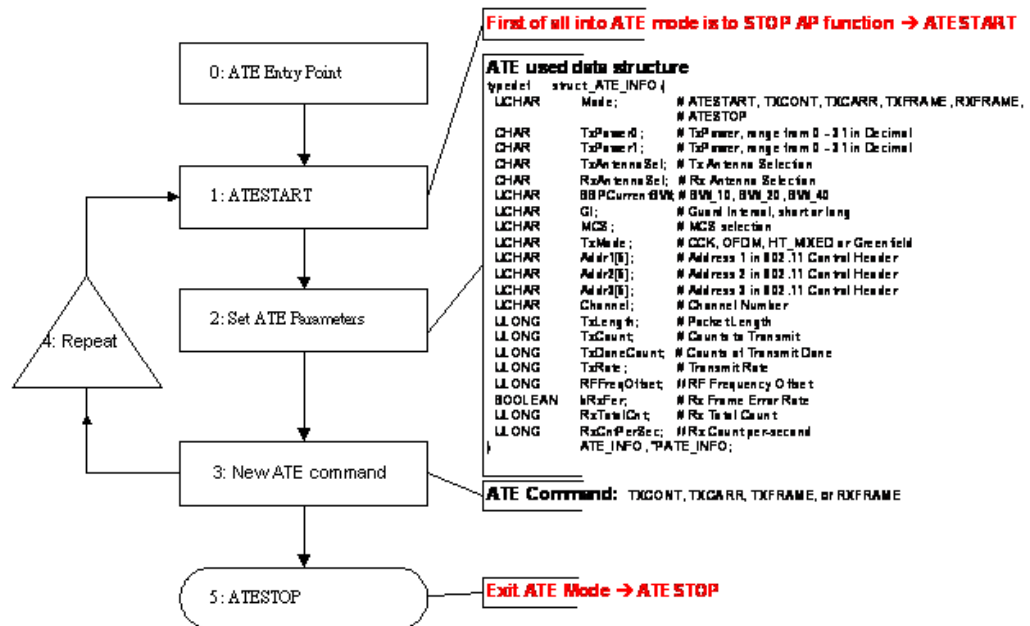 First of all into ATE mode is to STOP AP function → ATESTART
0: ATE Entry Point
1: ATESTART
2: Set ATE Parameters
4: Repeat
3: New ATE command
5: ATESTOP
ATE used data structure
typedef struct_ATE_INFO {
UCHAR Mode; # ATESTART, TXCONT, TXCARR, TXFRAME, RXFRAME,
# ATESTOP
CHAR TxPower0; # TxPower, range from 0 ~ 31 in Decimal
CHAR TxPower1; # TxPower, range from 0 ~ 31 in Decimal
CHAR TxAntennaSel; # Tx Antenna Selection
CHAR RxAntennaSel; # Rx Antenna Selection
UCHAR BBPCurrentBW; # BW_10, BW_20, BW_40
UCHAR GI; # Guard Interval, short or long
UCHAR MCS; # MCS selection
UCHAR TxMode; # CCK, OFDM, HT_MIXED or Greenfield
UCHAR Addr1[6]; # Address 1 in 802.11 Control Header
UCHAR Addr2[6]; # Address 2 in 802.11 Control Header
UCHAR Addr3[6]; # Address 3 in 802.11 Control Header
UCHAR Channel; # Channel Number
ULONG TxLength; # Packet Length
ULONG TxCount; # Counts to Transmit
ULONG TxDoneCount; # Counts of Transmit Done
ULONG TxRate; # Transmit Rate
ULONG RFFreqOffset; # RF Frequency Offset
BOOLEAN bRxFer; # Rx Frame Error Rate
ULONG RxTotalCnt; # Rx Total Count
ULONG RxCntPerSec; # Rx Count per-second
} ATE_INFO, *PATE_INFO;
ATE Command: TXCONT, TXCARR, TXFRAME, or RXFRAME
Exit ATE Mode → ATESTOP